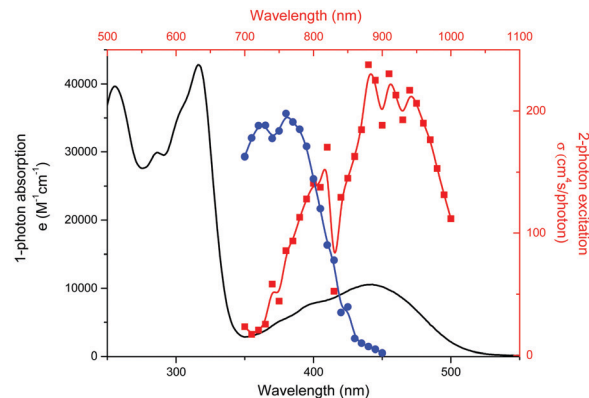 Wavelength (nm)
500 600 700 800 900 1000 1100
40000
30000
20000
10000
0
1-photon absorption
e (M⁻¹cm⁻¹)
200
100
0
2-photon excitation
σ (cm⁴s/photon)
300 400 500
Wavelength (nm)